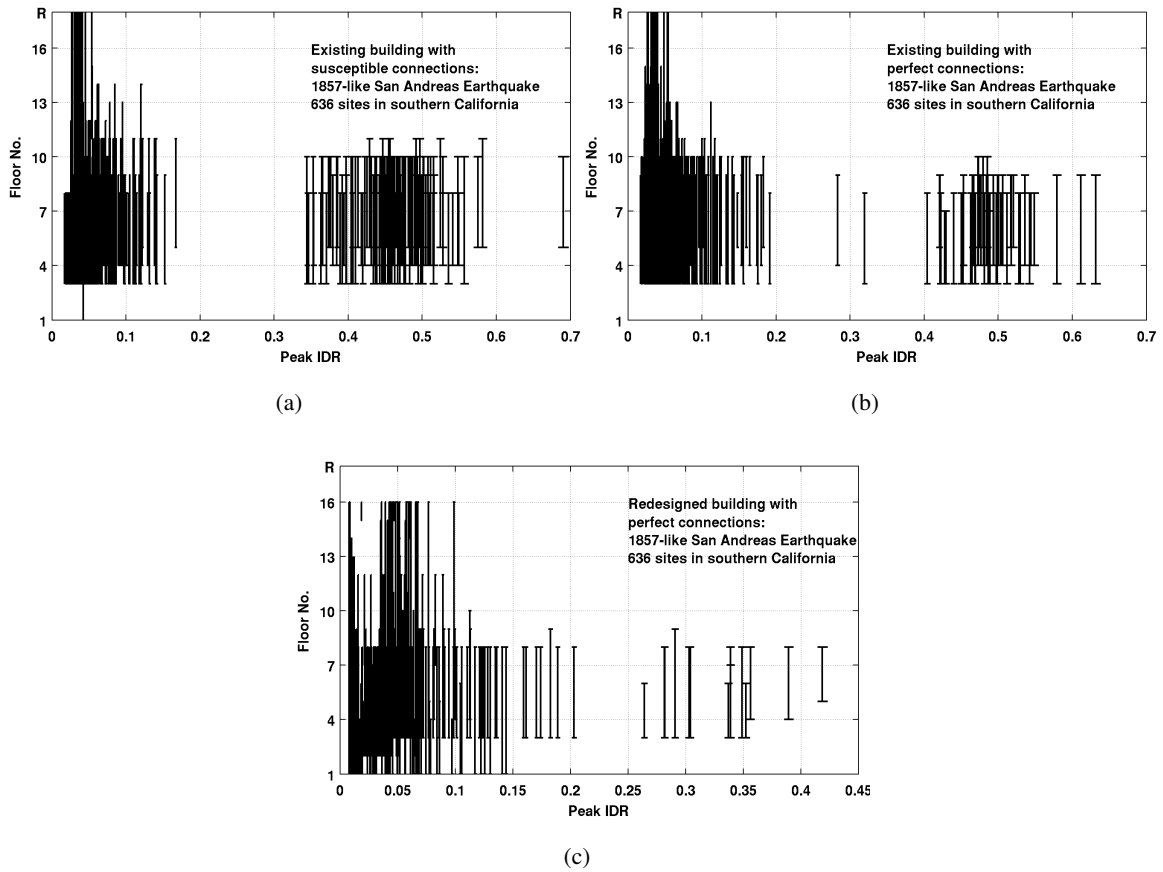 R
16
13
10
7
4
1
Floor No.
Existing building with
susceptible connections:
1857-like San Andreas Earthquake
636 sites in southern California
0 0.1 0.2 0.3 0.4 0.5 0.6 0.7
Peak IDR
(a)
R
16
13
10
7
4
1
Floor No.
Existing building with
perfect connections:
1857-like San Andreas Earthquake
636 sites in southern California
0 0.1 0.2 0.3 0.4 0.5 0.6 0.7
Peak IDR
(b)
R
16
13
10
7
4
1
Floor No.
Redesigned building with
perfect connections:
1857-like San Andreas Earthquake
636 sites in southern California
0 0.05 0.1 0.15 0.2 0.25 0.3 0.35 0.4 0.45
Peak IDR
(c)